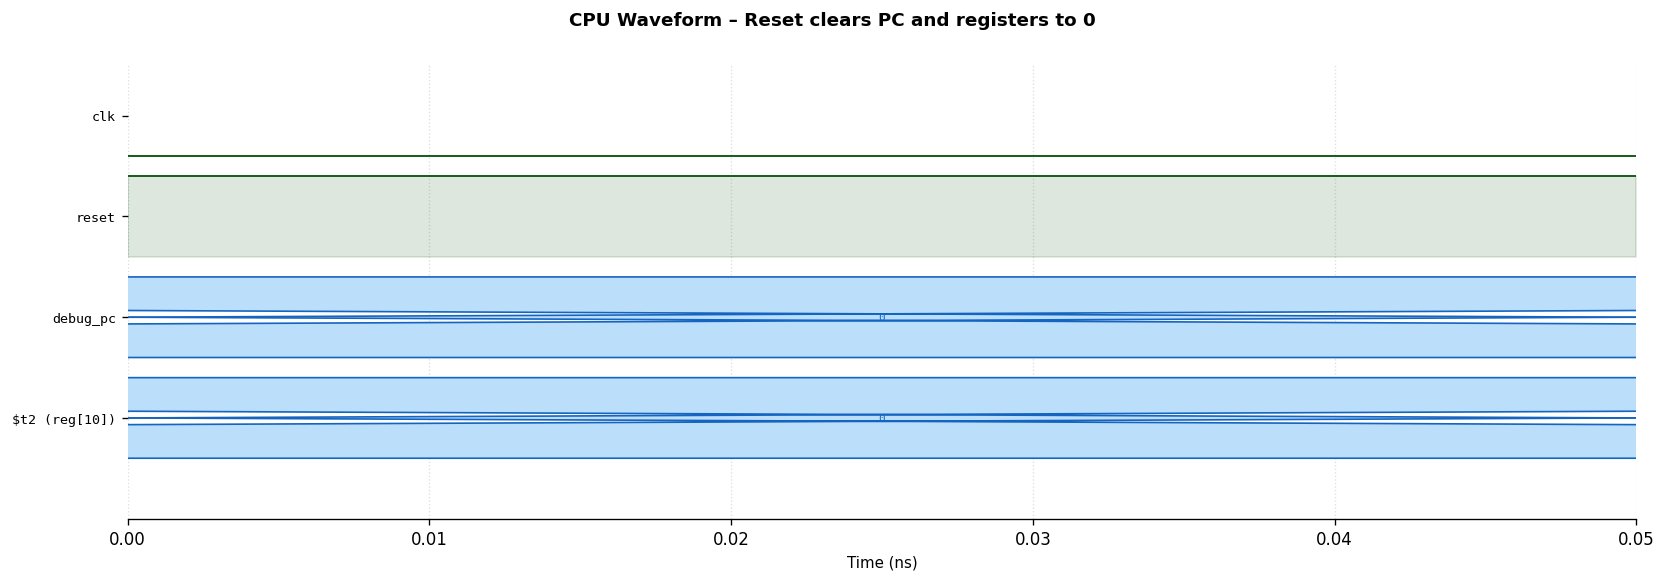 CPU Waveform – Reset clears PC and registers to 0
clk
reset
debug_pc
$t2 (reg[10])
0.00 0.01 0.02 0.03 0.04 0.05
Time (ns)